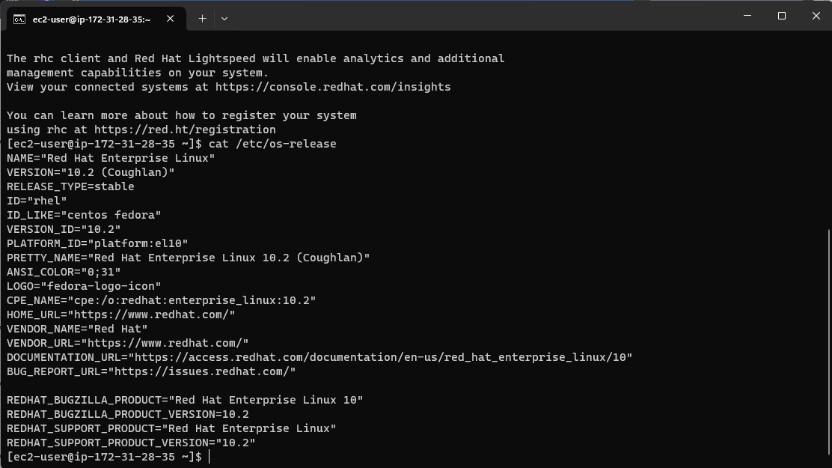 ec2-user@ip-172-31-28-35:~
The rhc client and Red Hat Lightspeed will enable analytics and additional
management capabilities on your system.
View your connected systems at https://console.redhat.com/insights
You can learn more about how to register your system
using rhc at https://red.ht/registration
[ec2-user@ip-172-31-28-35 ~]$ cat /etc/os-release
NAME="Red Hat Enterprise Linux"
VERSION="10.2 (Coughlan)"
RELEASE_TYPE=stable
ID="rhel"
ID_LIKE="centos fedora"
VERSION_ID="10.2"
PLATFORM_ID="platform:el10"
PRETTY_NAME="Red Hat Enterprise Linux 10.2 (Coughlan)"
ANSI_COLOR="0;31"
LOGO="fedora-logo-icon"
CPE_NAME="cpe:/o:redhat:enterprise_linux:10.2"
HOME_URL="https://www.redhat.com/"
VENDOR_NAME="Red Hat"
VENDOR_URL="https://www.redhat.com/"
DOCUMENTATION_URL="https://access.redhat.com/documentation/en-us/red_hat_enterprise_linux/10"
BUG_REPORT_URL="https://issues.redhat.com/"
REDHAT_BUGZILLA_PRODUCT="Red Hat Enterprise Linux 10"
REDHAT_BUGZILLA_PRODUCT_VERSION=10.2
REDHAT_SUPPORT_PRODUCT="Red Hat Enterprise Linux"
REDHAT_SUPPORT_PRODUCT_VERSION="10.2"
[ec2-user@ip-172-31-28-35 ~]$